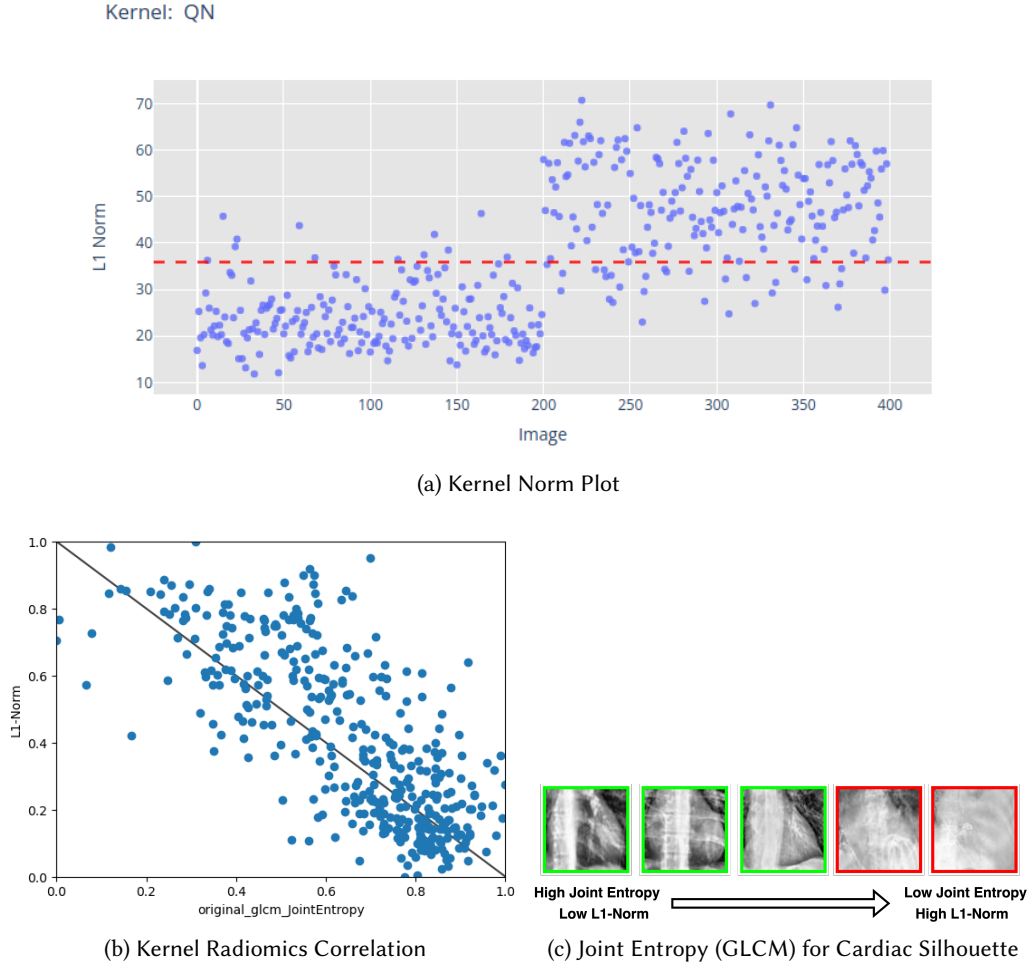 Kernel: QN
70
60
50
40
30
20
10
L1 Norm
0 50 100 150 200 250 300 350 400
Image
(a) Kernel Norm Plot
1.0
0.8
0.6
0.4
0.2
0.0
L1-Norm
0.0 0.2 0.4 0.6 0.8 1.0
original_glcm_JointEntropy
(b) Kernel Radiomics Correlation
High Joint Entropy
Low L1-Norm
Low Joint Entropy
High L1-Norm
(c) Joint Entropy (GLCM) for Cardiac Silhouette